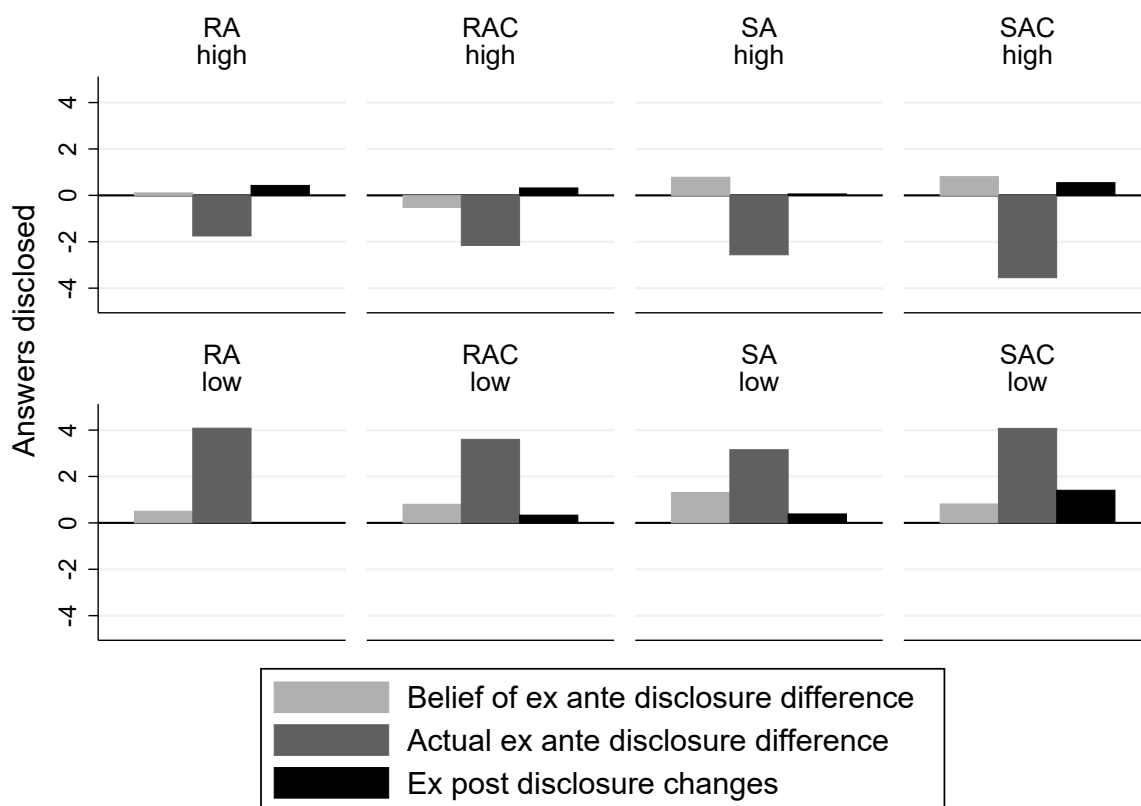 RA RAC SA SAC
high high high high
4
2
0
-2
-4
Answers disclosed
RA RAC SA SAC
low low low low
4
2
0
-2
-4
Belief of ex ante disclosure difference
Actual ex ante disclosure difference
Ex post disclosure changes